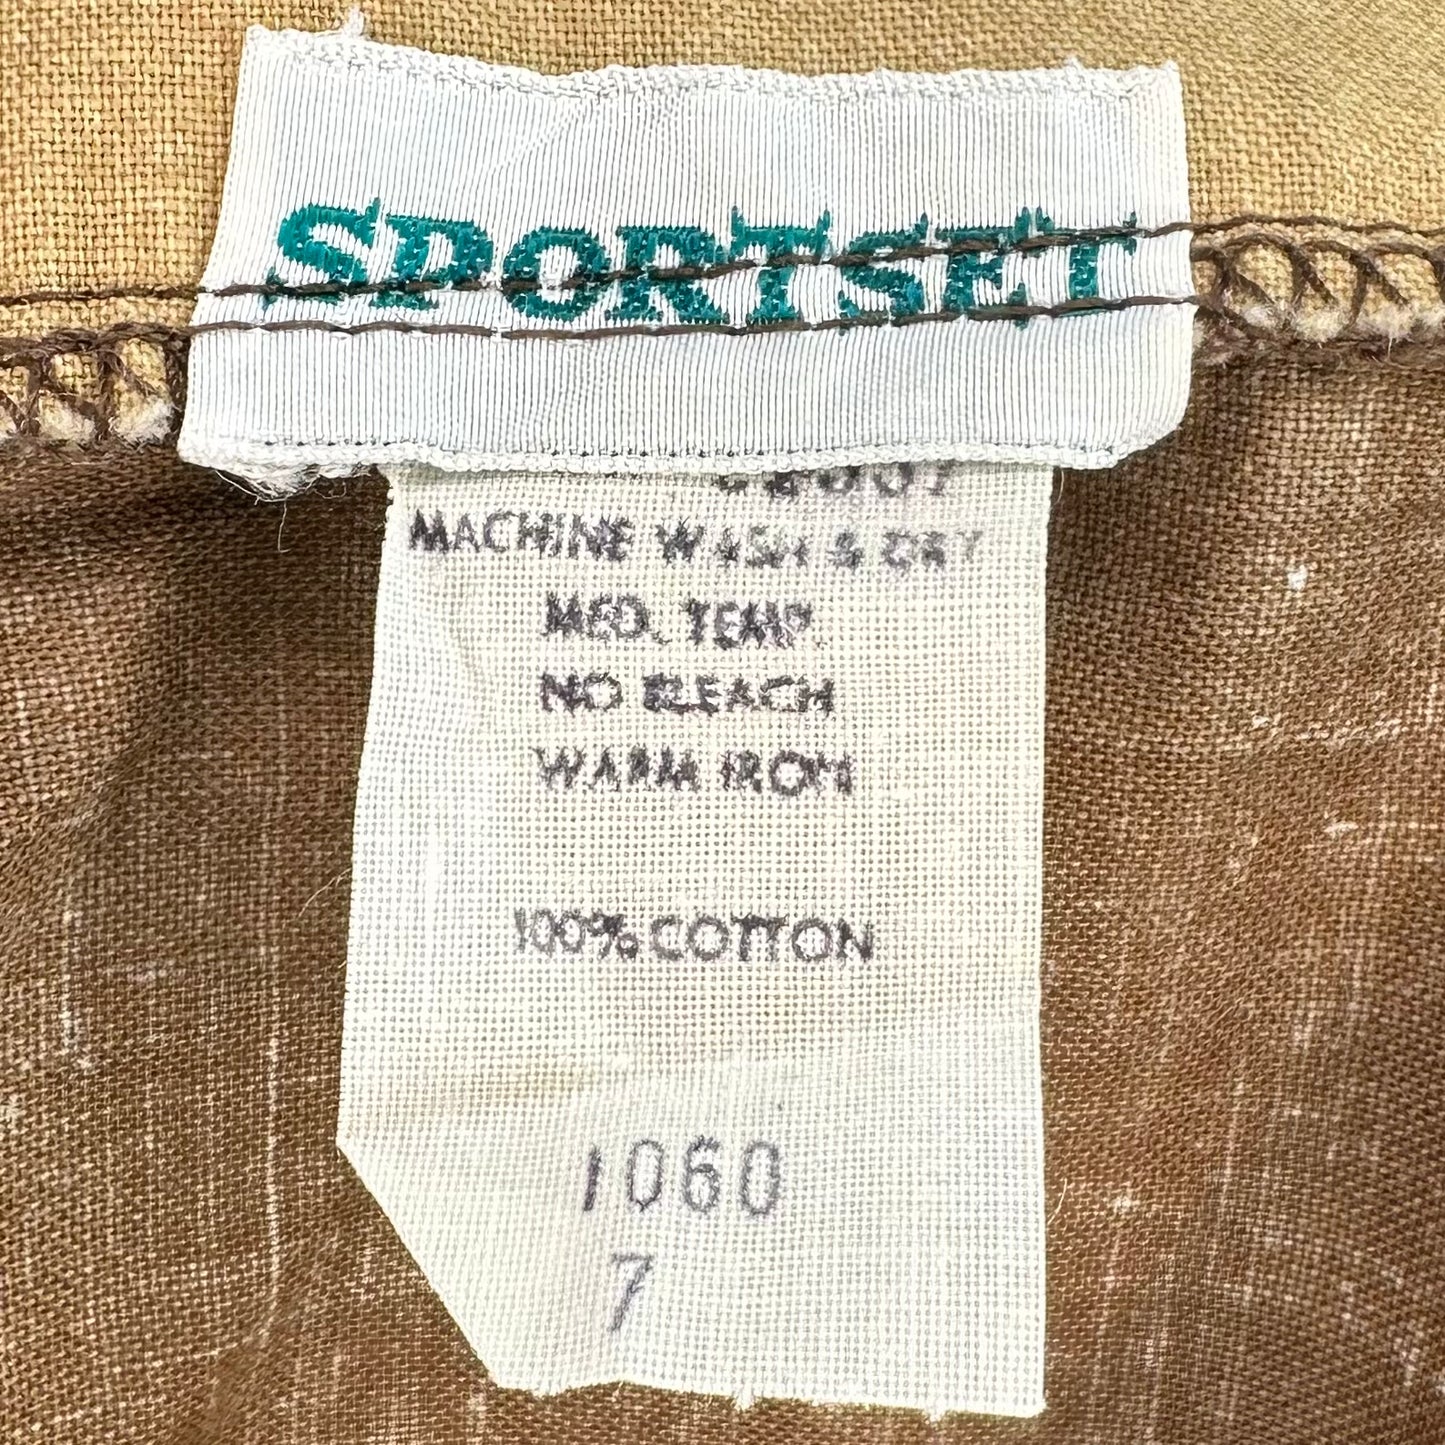 SPORTSET
MACHINE WASH & DRY
MED. TEMP.
NO BLEACH
WARM IRON
100% COTTON
1060
7